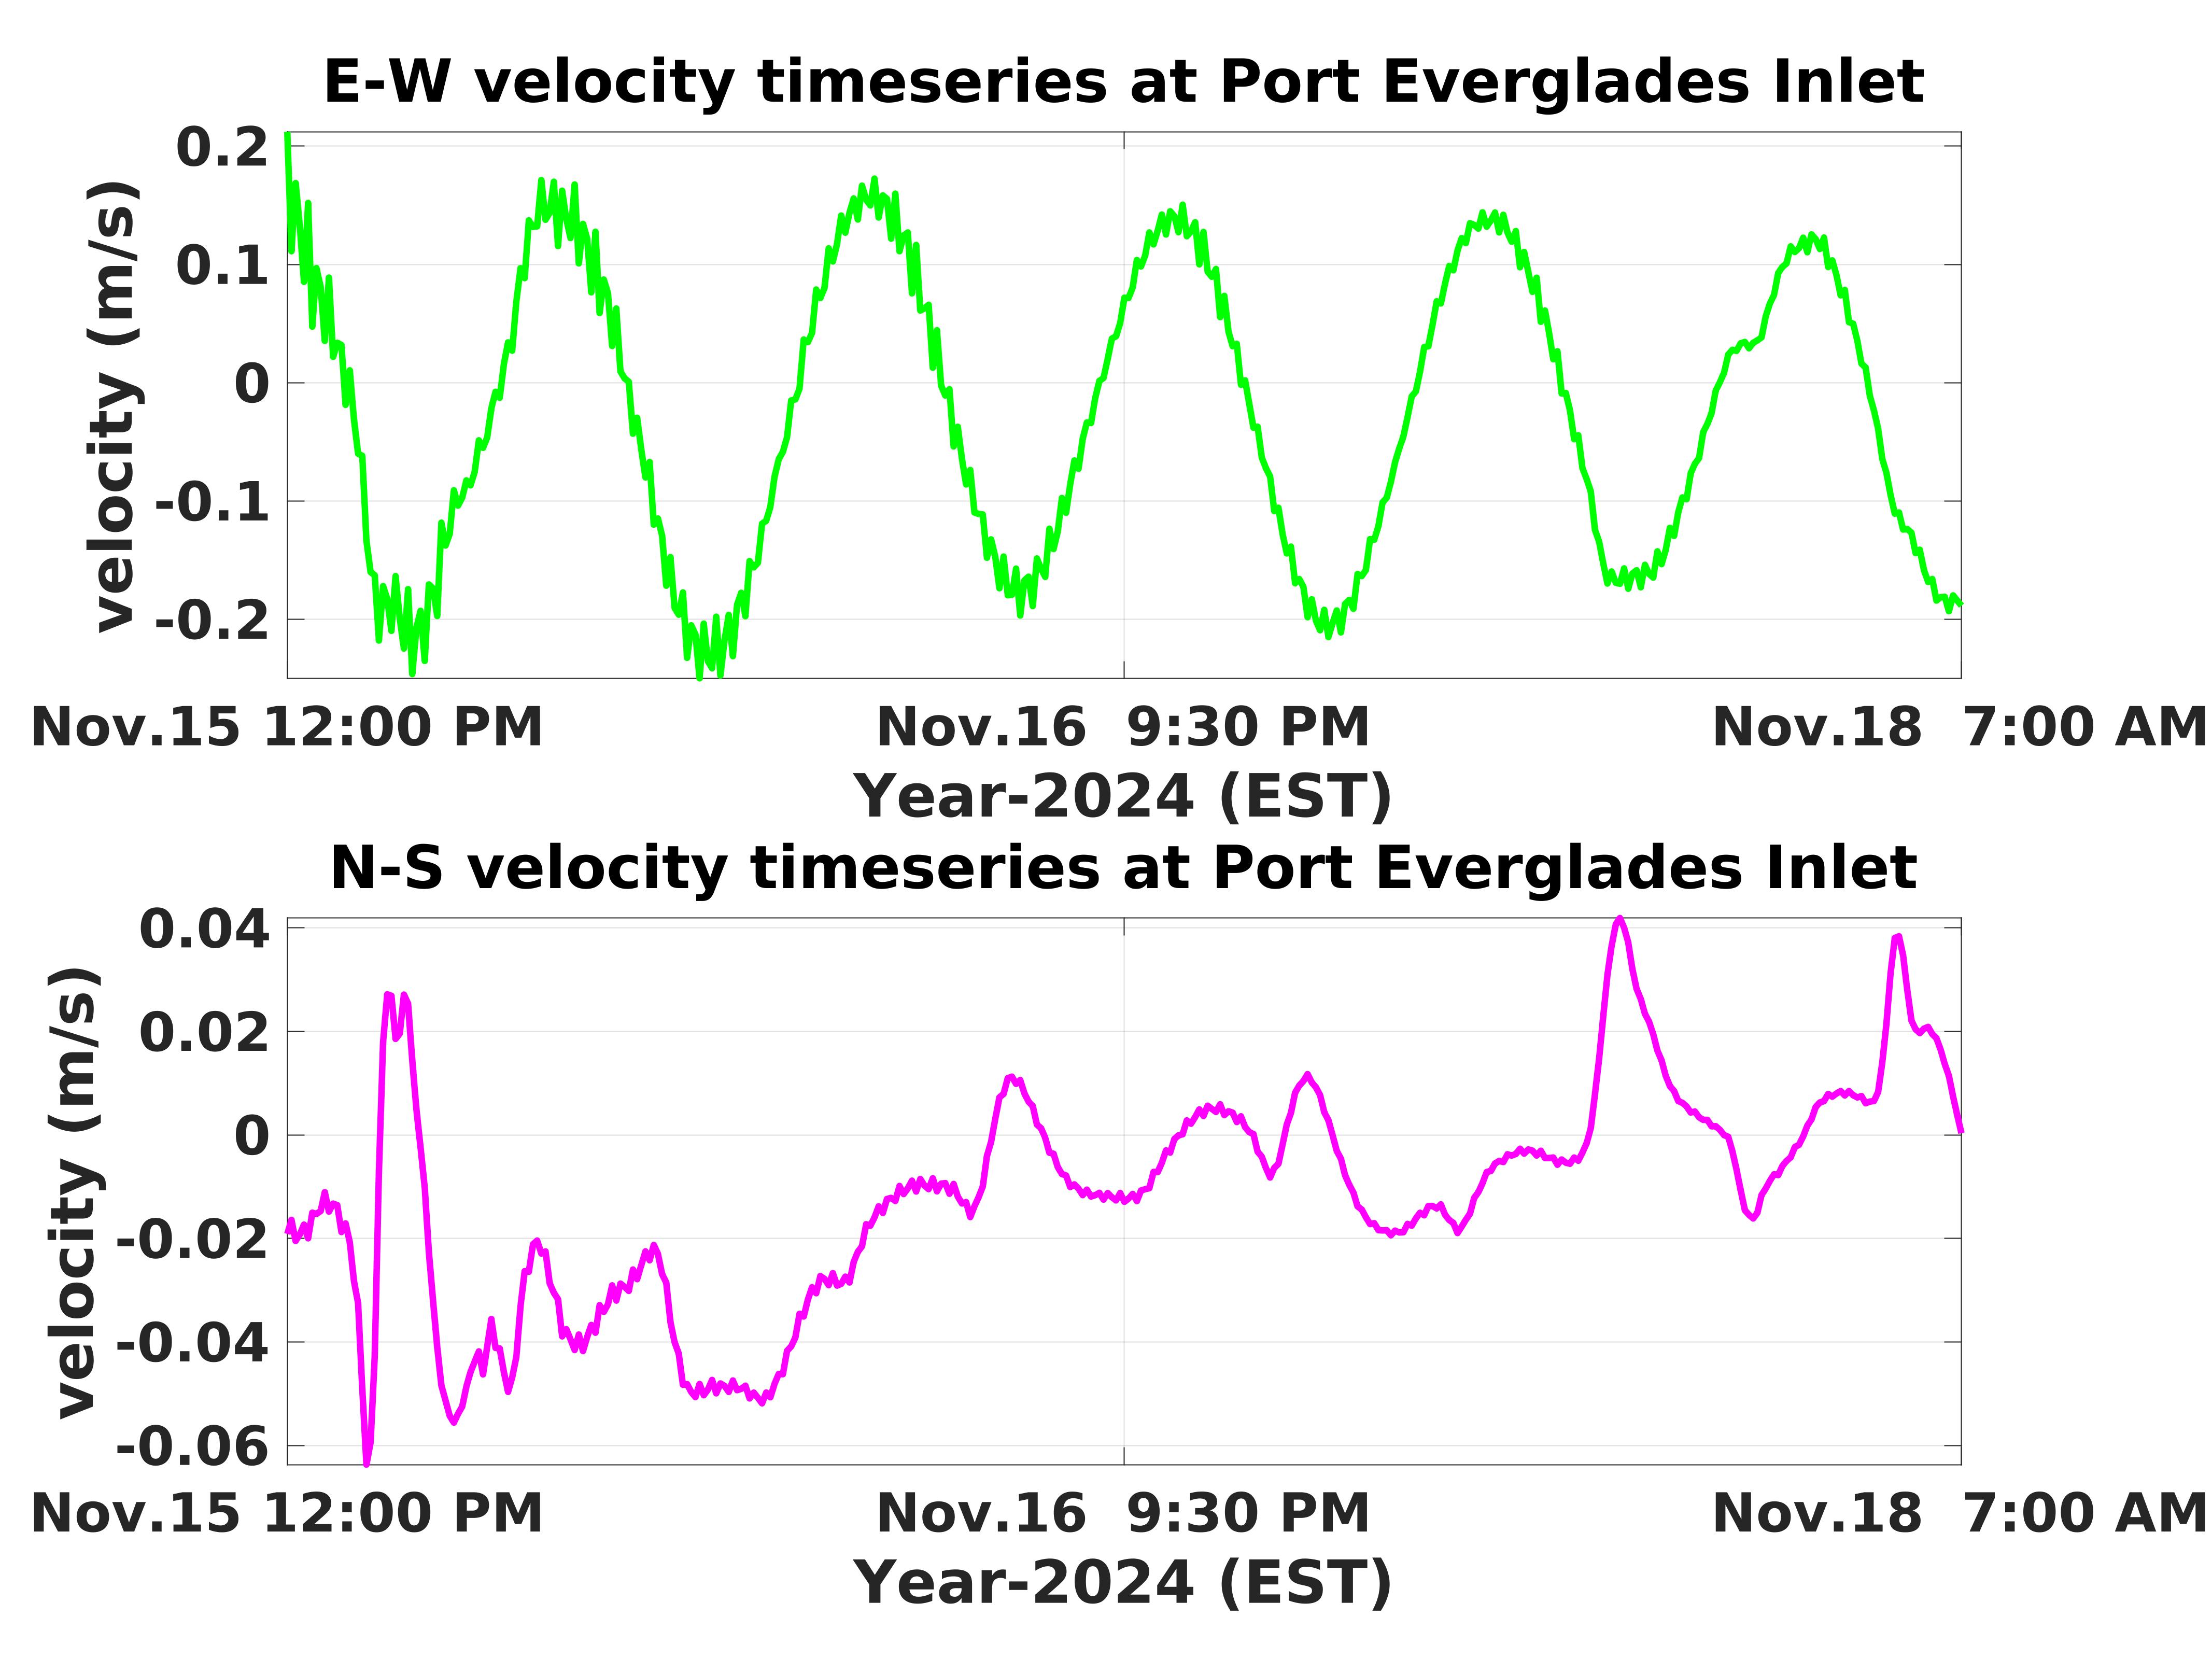 E-W velocity timeseries at Port Everglades Inlet
velocity (m/s)
0.2
0.1
0
-0.1
-0.2
Nov.15 12:00 PM
Nov.16 9:30 PM
Nov.18 7:00 AM
Year-2024 (EST)
N-S velocity timeseries at Port Everglades Inlet
velocity (m/s)
0.04
0.02
0
-0.02
-0.04
-0.06
Nov.15 12:00 PM
Nov.16 9:30 PM
Nov.18 7:00 AM
Year-2024 (EST)